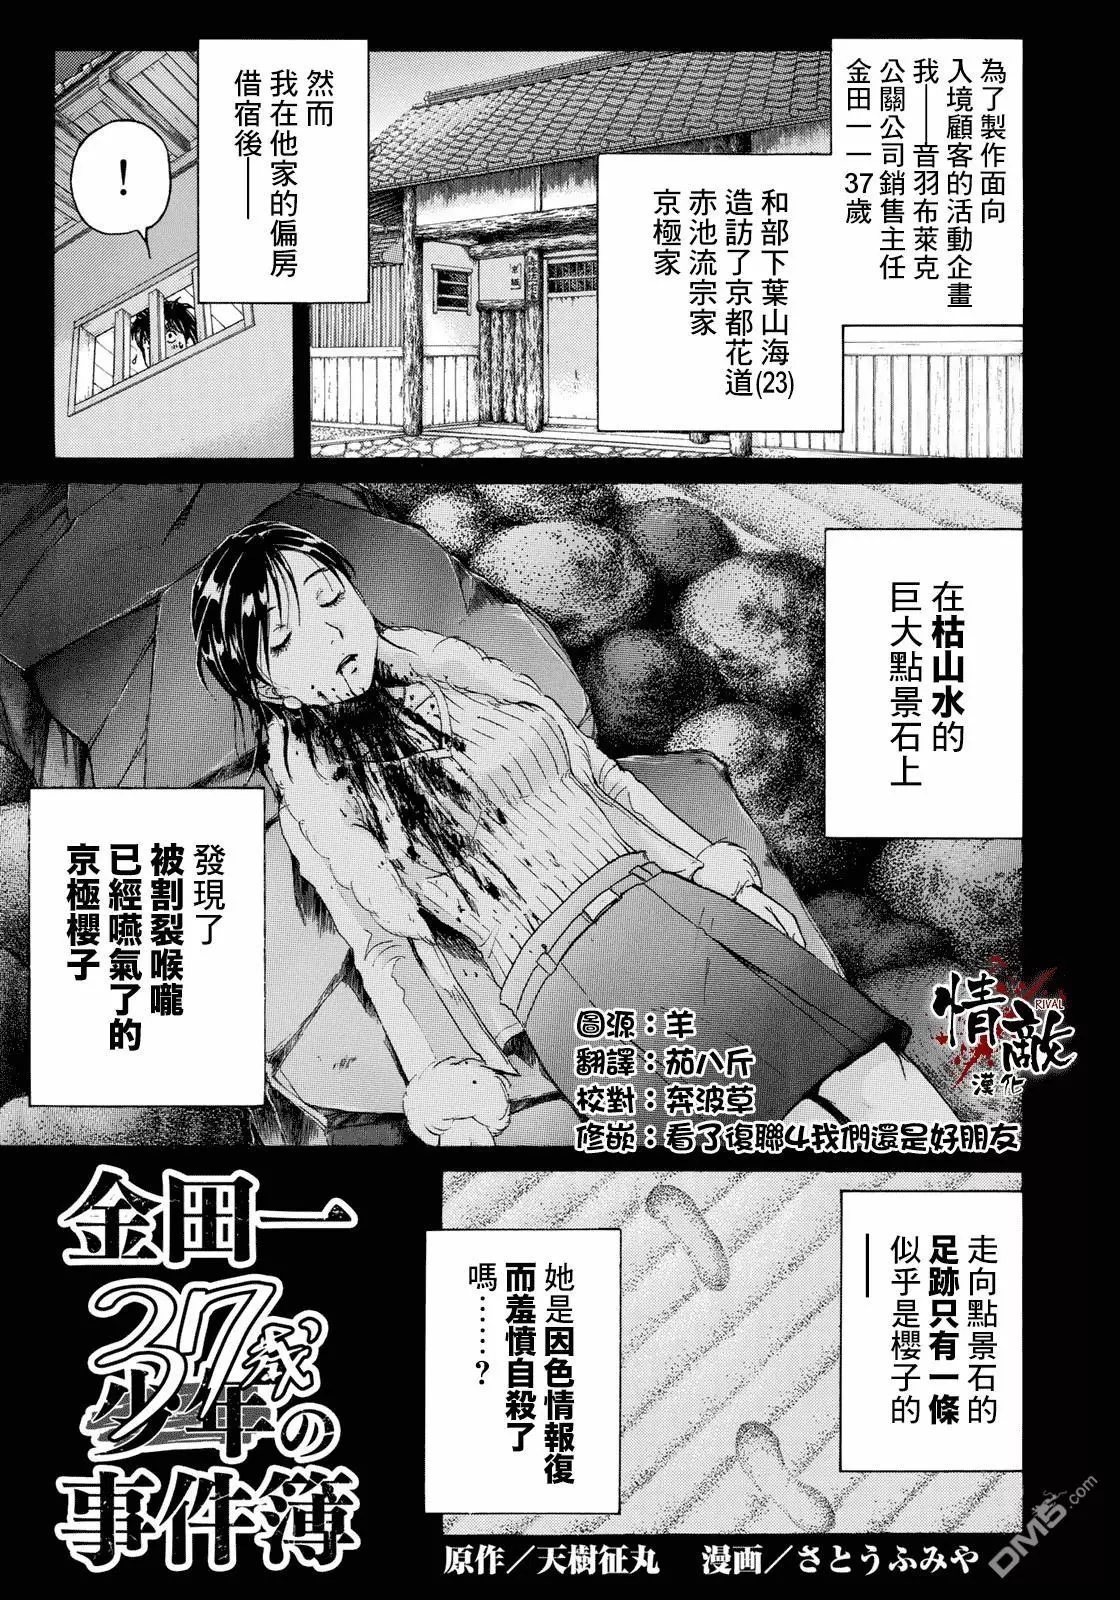 為了製作面向
入境顧客的活動企畫
我——音羽布萊克
公關公司銷售主任
金田一一 37歲
和部下葉山海(23)
造訪了京都花道
赤池流宗家
京極家
然而
我在他家的偏房
借宿後——
！
在枯山水的
巨大點景石上
發現了
被割裂喉嚨
已經嚥氣了的
京極櫻子
情敵
RIVAL
漢化
圖源：羊
翻譯：茄八斤
校對：奔波草
修嵌：看了復聯4我們還是好朋友
走向點景石的
足跡只有一條
似乎是櫻子的
——
她是因色情報復
而羞憤自殺了
嗎……？
金田一
37歲の
少年
事件簿
原作／天樹征丸 漫画／さとうふみや
DM5.com